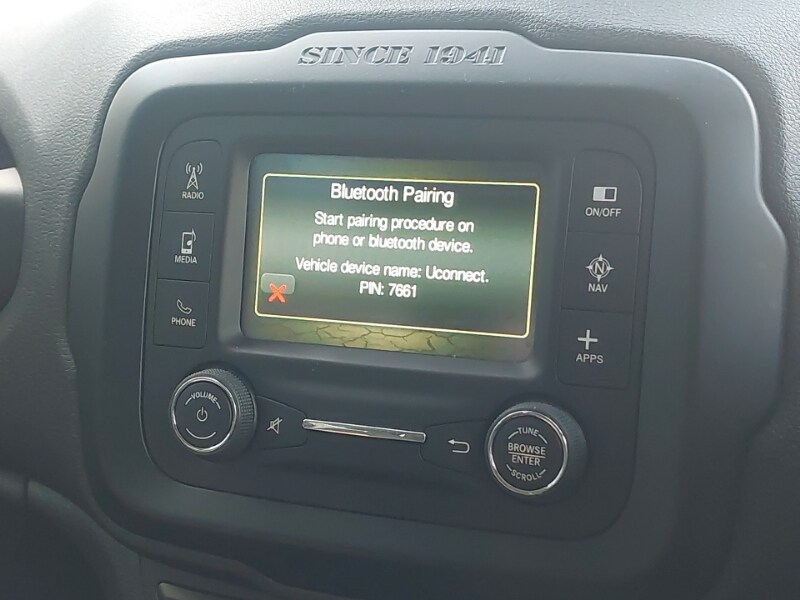 SINCE 1941
RADIO
MEDIA
PHONE
Bluetooth Pairing
Start pairing procedure on
phone or bluetooth device.
Vehicle device name: Uconnect.
PIN: 7661
ON/OFF
N
NAV
APPS
VOLUME
TUNE
BROWSE
ENTER
SCROLL